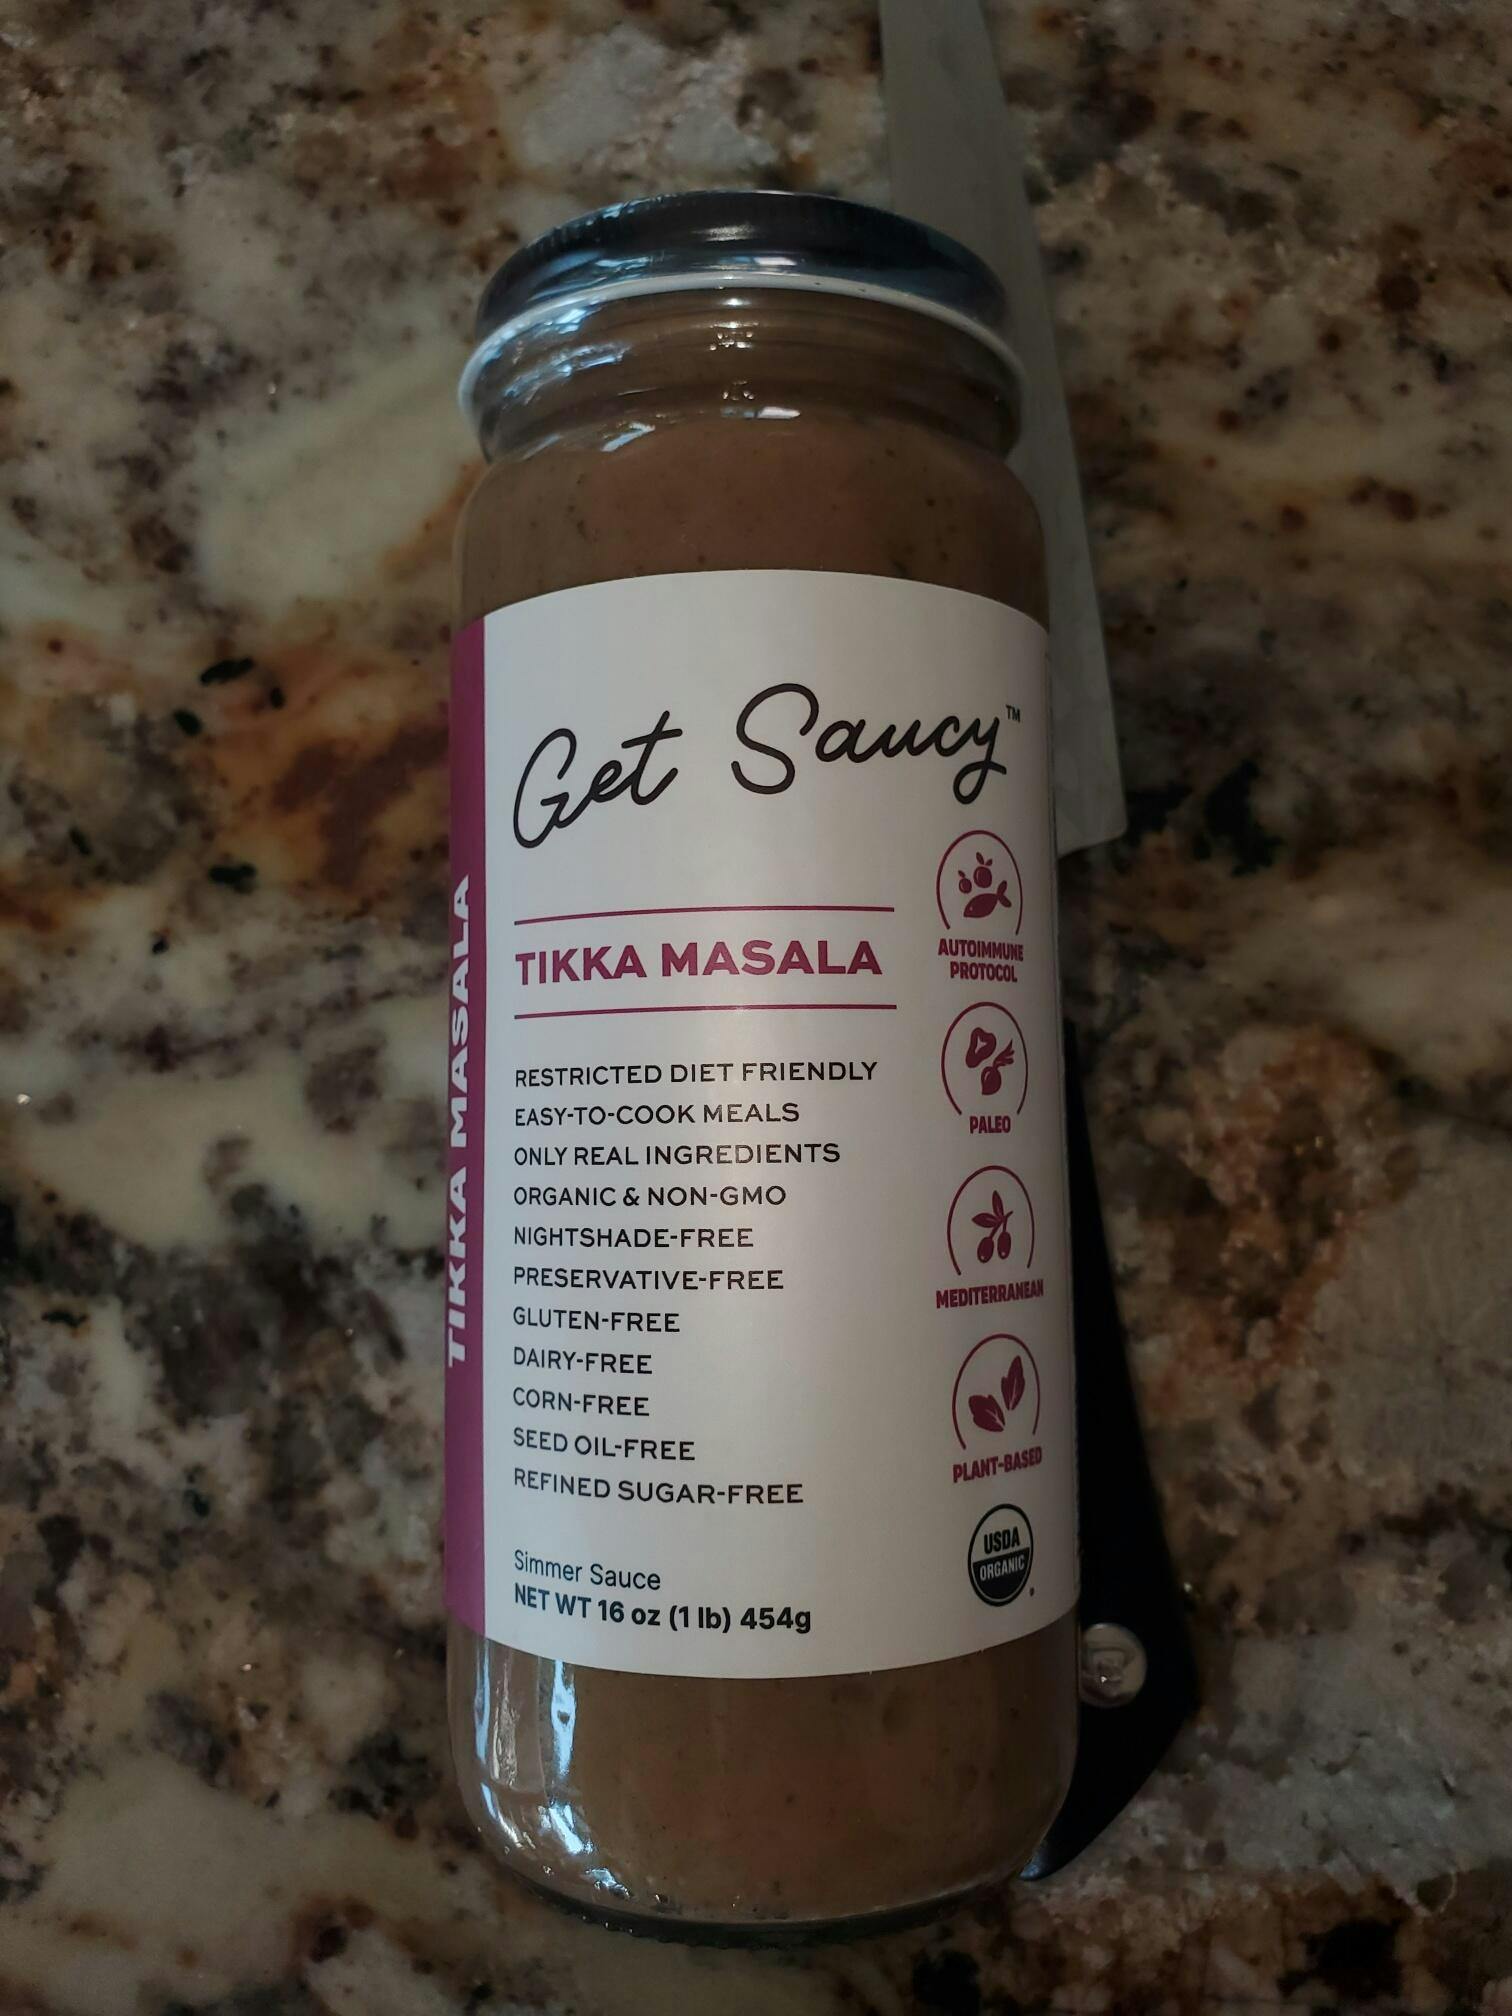 Get Saucy™
TIKKA MASALA
TIKKA MASALA
RESTRICTED DIET FRIENDLY
EASY-TO-COOK MEALS
ONLY REAL INGREDIENTS
ORGANIC & NON-GMO
NIGHTSHADE-FREE
PRESERVATIVE-FREE
GLUTEN-FREE
DAIRY-FREE
CORN-FREE
SEED OIL-FREE
REFINED SUGAR-FREE
Simmer Sauce
NET WT 16 oz (1 lb) 454g
AUTOIMMUNE
PROTOCOL
PALEO
MEDITERRANEAN
PLANT-BASED
USDA
ORGANIC